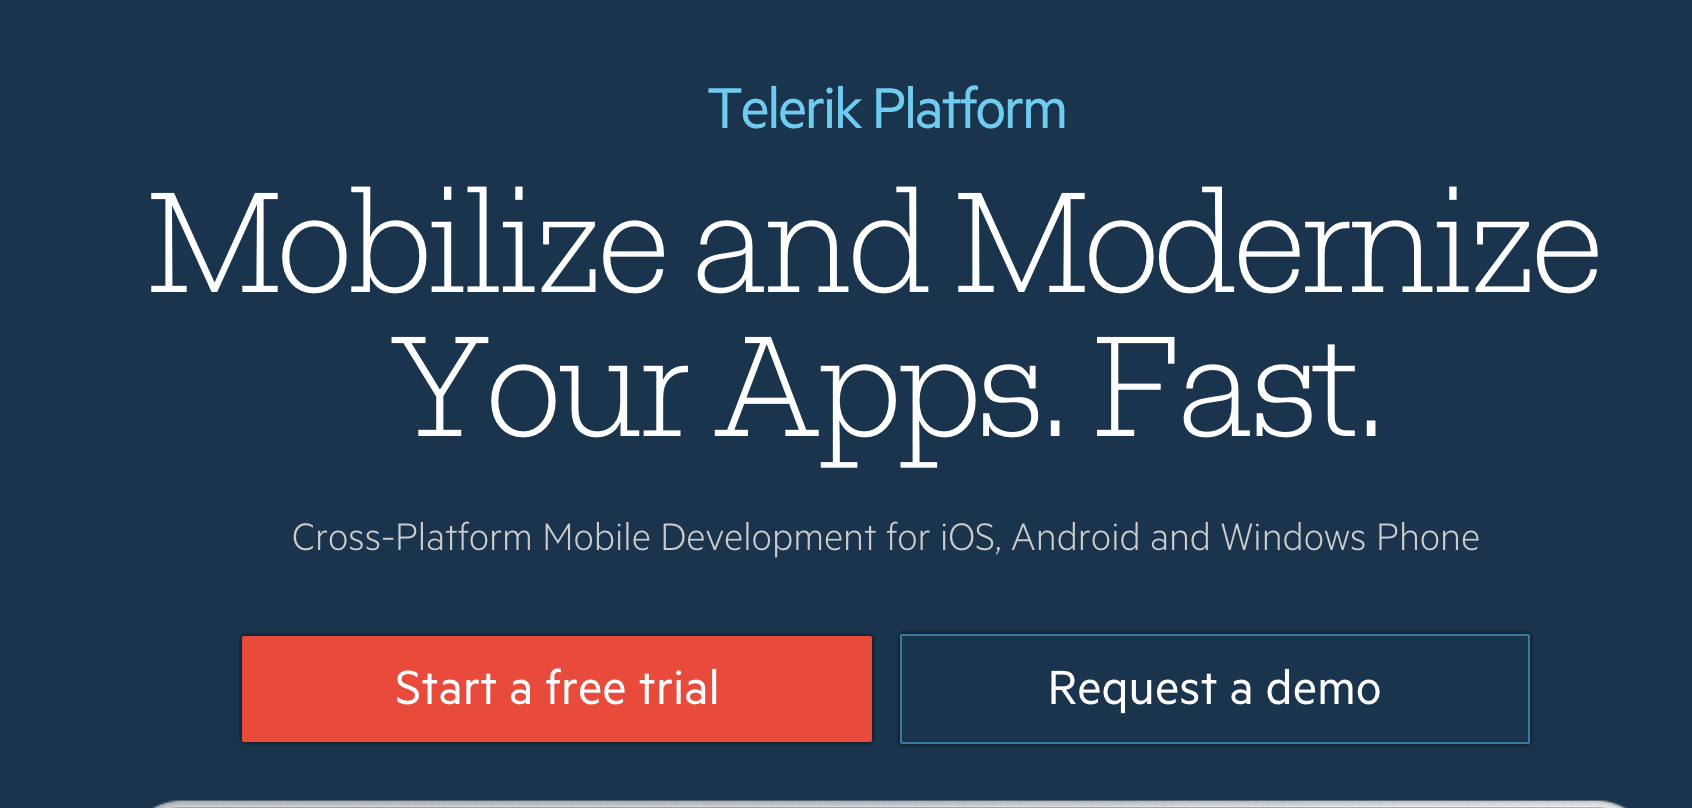 Telerik Platform
Mobilize and Modernize
Your Apps. Fast.
Cross-Platform Mobile Development for iOS, Android and Windows Phone
Start a free trial
Request a demo